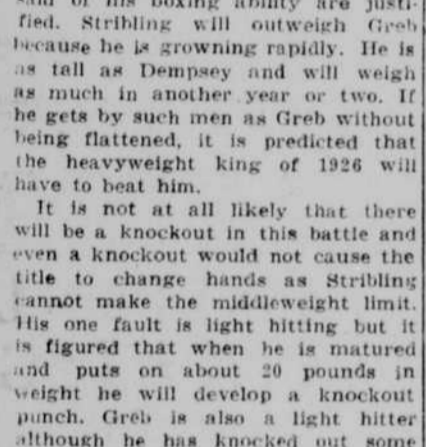 said of his boxing ability are justi-
fied. Stribling will outweigh Greb
because he is growning rapidly. He is
as tall as Dempsey and will weigh
as much in another year or two. If
he gets by such men as Greb without
being flattened, it is predicted that
the heavyweight king of 1926 will
have to beat him.
It is not at all likely that there
will be a knockout in this battle and
even a knockout would not cause the
title to change hands as Stribling
cannot make the middleweight limit.
His one fault is light hitting but it
is figured that when he is matured
and puts on about 20 pounds in
weight he will develop a knockout
punch. Greb is also a light hitter
although he has knocked out some